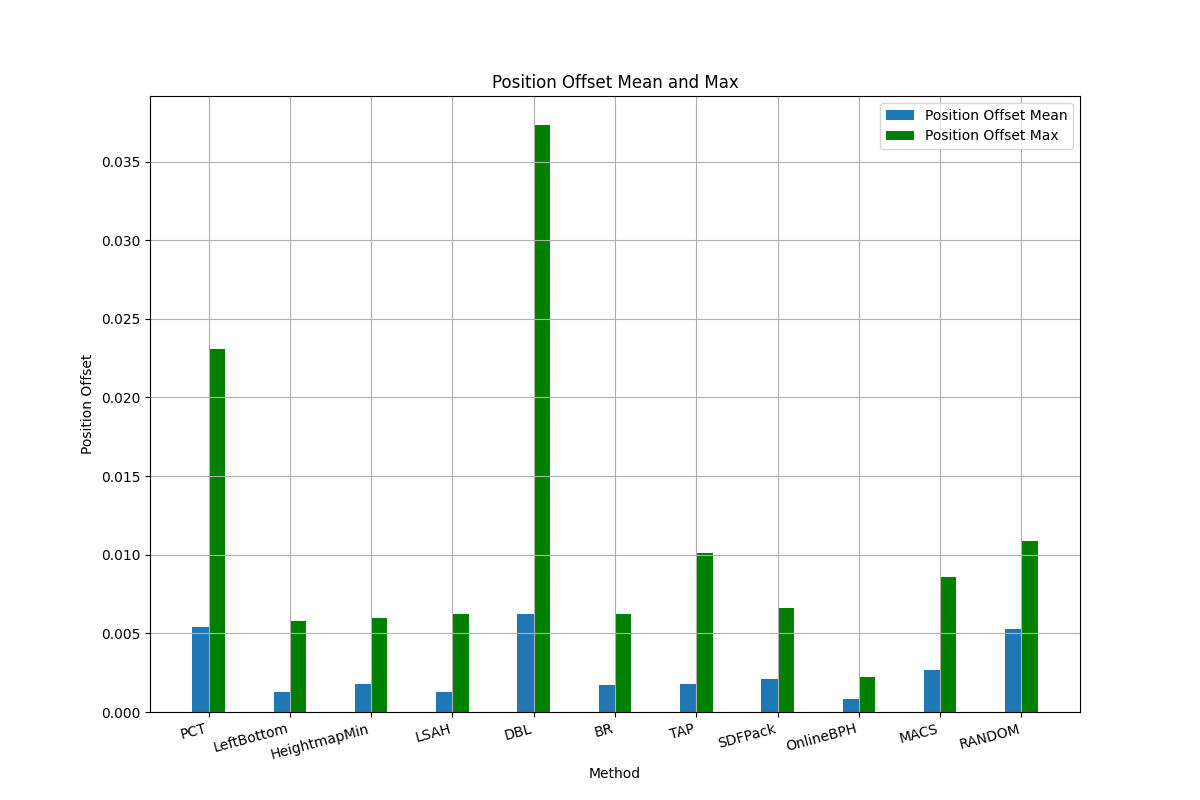 Position Offset Mean and Max
Position Offset Mean
Position Offset Max
Position Offset
0.035
0.030
0.025
0.020
0.015
0.010
0.005
0.000
PCT
LeftBottom
HeightmapMin
LSAH
DBL
BR
TAP
SDFPack
OnlineBPH
MACS
RANDOM
Method